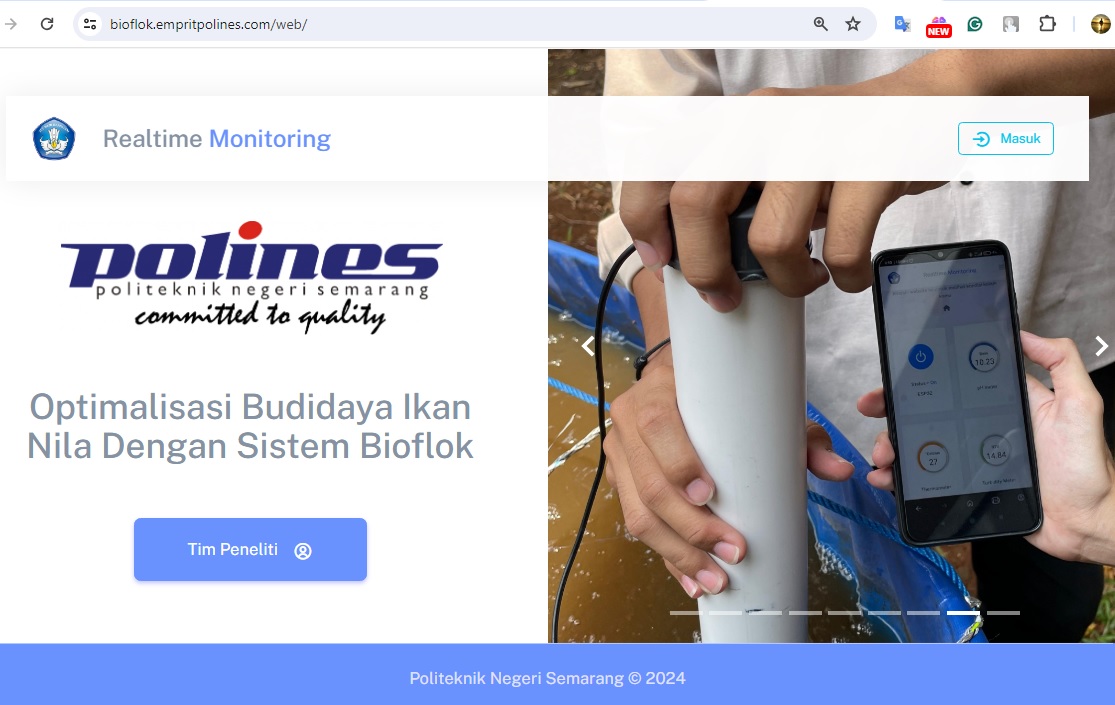 bioflok.empritpolines.com/web/
NEW
Realtime Monitoring
Masuk
polines
politeknik negeri semarang
committed to quality
Optimalisasi Budidaya Ikan
Nila Dengan Sistem Bioflok
Tim Peneliti
Realtime Monitoring
10.23
27
14.84
Thermometer
Politeknik Negeri Semarang © 2024